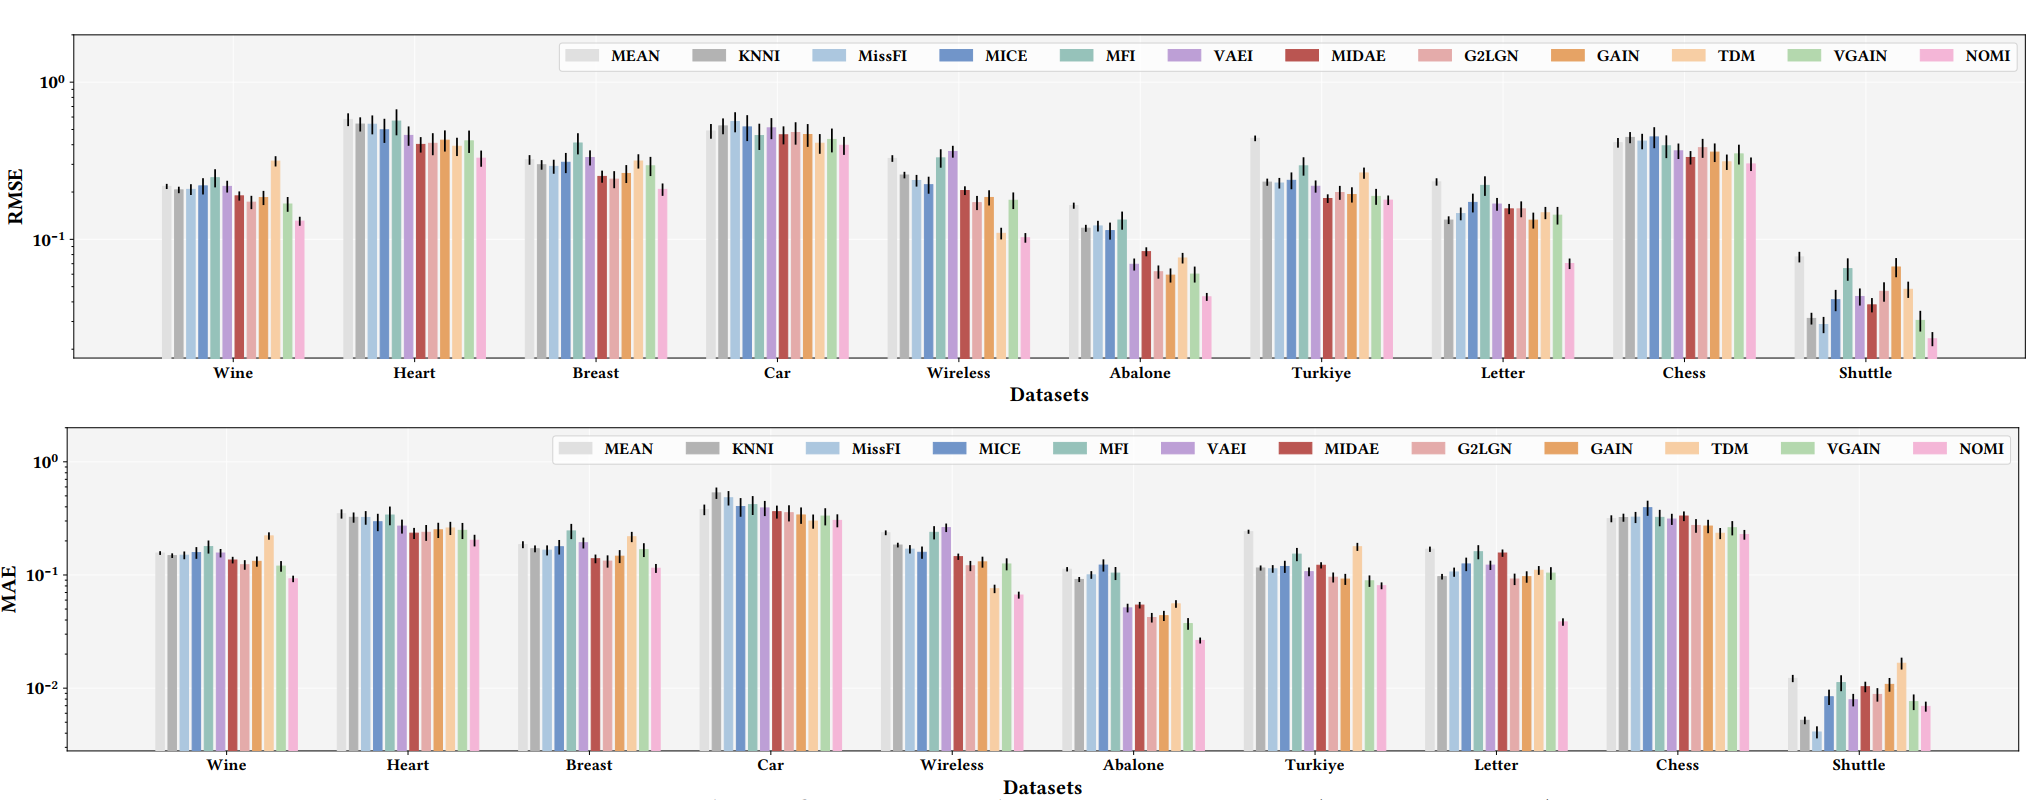 MEAN KNNI MissFI MICE MFI VAEI MIDAE G2LGN GAIN TDM VGAIN NOMI
10⁰
RMSE
10⁻¹
Wine Heart Breast Car Wireless Abalone Turkiye Letter Chess Shuttle
Datasets
MEAN KNNI MissFI MICE MFI VAEI MIDAE G2LGN GAIN TDM VGAIN NOMI
10⁰
MAE
10⁻¹
10⁻²
Wine Heart Breast Car Wireless Abalone Turkiye Letter Chess Shuttle
Datasets